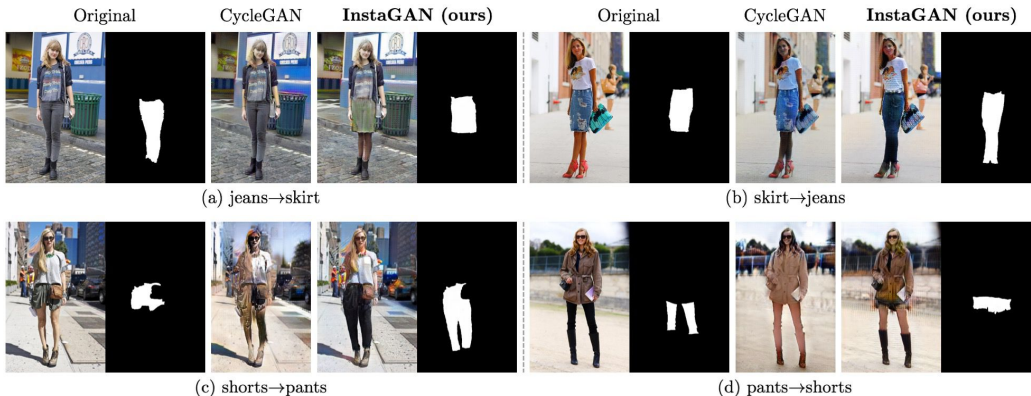 Original CycleGAN InstaGAN (ours) Original CycleGAN InstaGAN (ours)
(a) jeans→skirt (b) skirt→jeans
(c) shorts→pants (d) pants→shorts